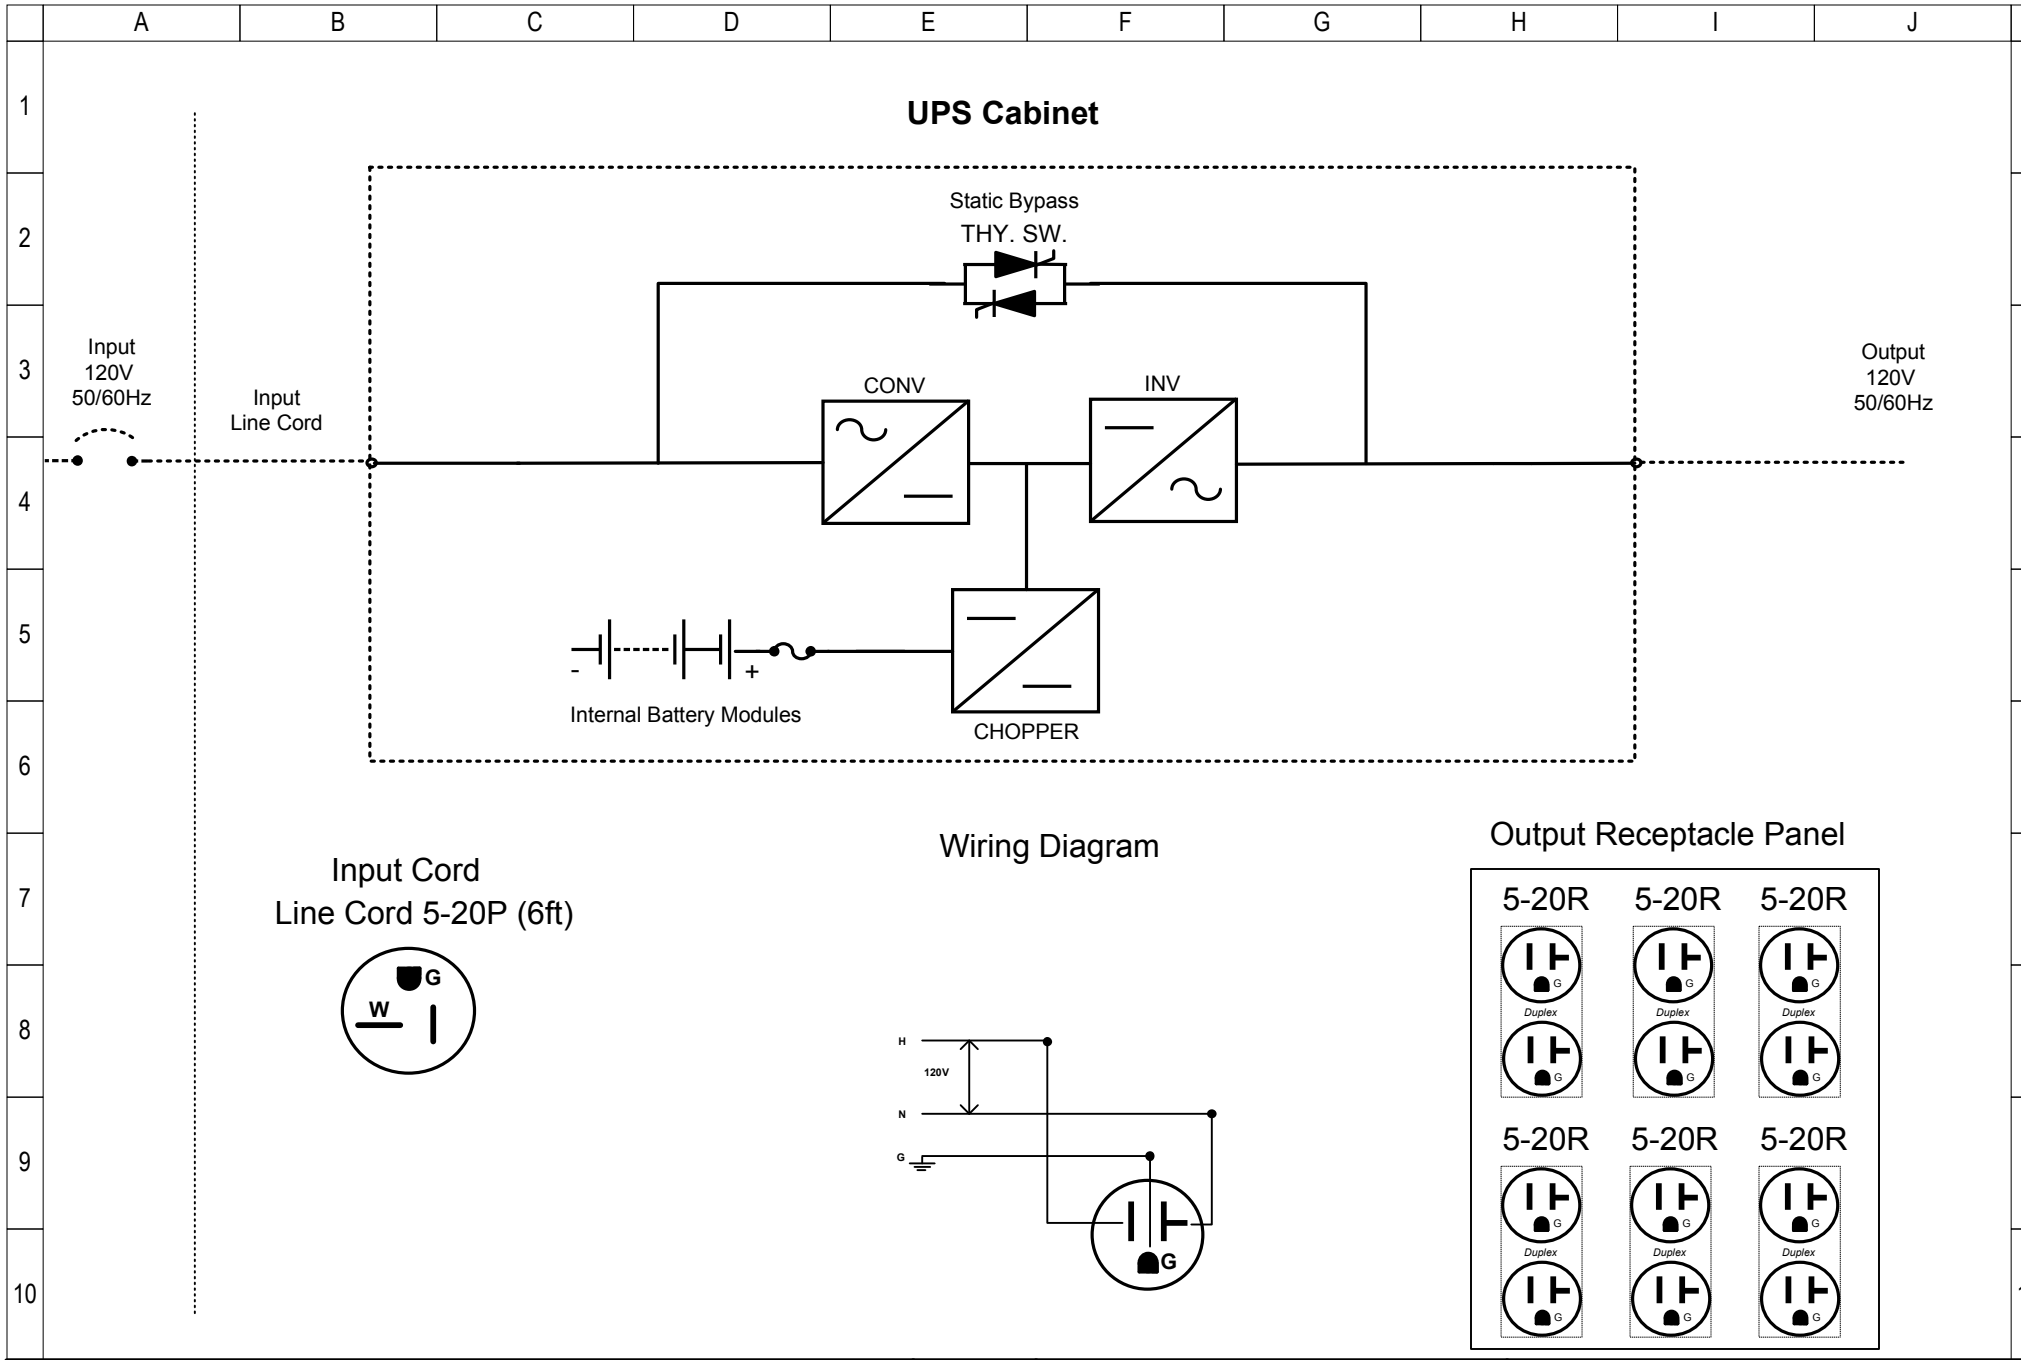 A B C D E F G H I J
1
UPS Cabinet
2
Static Bypass
THY. SW.
3
Input
120V
50/60Hz
Input
Line Cord
CONV
INV
Output
120V
50/60Hz
4
5
-
+
Internal Battery Modules
CHOPPER
6
Input Cord
Line Cord 5-20P (6ft)
G
W
Wiring Diagram
H
120V
N
G
G
Output Receptacle Panel
7
5-20R 5-20R 5-20R
G G G
Duplex Duplex Duplex
8
G G G
9
5-20R 5-20R 5-20R
G G G
Duplex Duplex Duplex
10
G G G